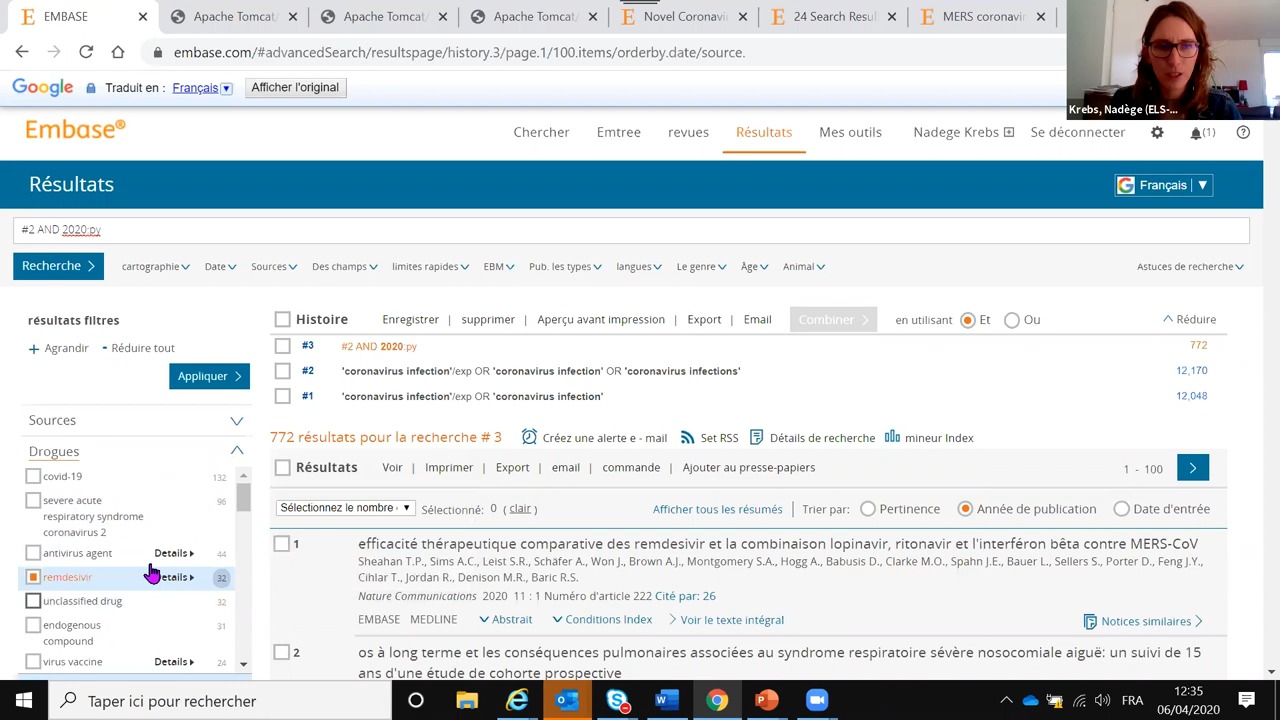 EMBASE
Apache Tomcat/
Apache Tomcat/
Apache Tomcat/
Novel Coronavi
24 Search Resul
MERS coronavir
embase.com/#advancedSearch/resultspage/history.3/page.1/100.items/orderby.date/source.
Krebs, Nadège (ELS-...
Google Traduit en : Français Afficher l'original
Embase®
Chercher Emtree revues Résultats Mes outils Nadege Krebs Se déconnecter (1)
Résultats
Français
#2 AND 2020:py
Recherche cartographie Date Sources Des champs limites rapides EBM Pub. les types langues Le genre Âge Animal Astuces de recherche
résultats filtres
+ Agrandir - Réduire tout
Appliquer
Sources
Drogues
covid-19 132
severe acute 96
respiratory syndrome
coronavirus 2
antivirus agent Details 44
remdesivir Details 32
unclassified drug 32
endogenous 31
compound
virus vaccine Details 24
Histoire Enregistrer | supprimer | Aperçu avant impression | Export | Email Combiner en utilisant Et Ou Réduire
#3 #2 AND 2020:py 772
#2 'coronavirus infection'/exp OR 'coronavirus infection' OR 'coronavirus infections' 12,170
#1 'coronavirus infection'/exp OR 'coronavirus infection' 12,048
772 résultats pour la recherche # 3 Créez une alerte e - mail Set RSS Détails de recherche mineur Index
Résultats Voir | Imprimer | Export | email | commande | Ajouter au presse-papiers 1 - 100
Sélectionnez le nombre Sélectionné: 0 ( clair ) Afficher tous les résumés Trier par: Pertinence Année de publication Date d'entrée
1 efficacité thérapeutique comparative des remdesivir et la combinaison lopinavir, ritonavir et l'interféron bêta contre MERS-CoV
Sheahan T.P., Sims A.C., Leist S.R., Schäfer A., Won J., Brown A.J., Montgomery S.A., Hogg A., Babusis D., Clarke M.O., Spahn J.E., Bauer L., Sellers S., Porter D., Feng J.Y.,
Cihlar T., Jordan R., Denison M.R., Baric R.S.
Nature Communications 2020 11 : 1 Numéro d'article 222 Cité par: 26
EMBASE MEDLINE Abstrait Conditions Index Voir le texte intégral Notices similaires
2 os à long terme et les conséquences pulmonaires associées au syndrome respiratoire sévère nosocomiale aiguë: un suivi de 15
ans d'une étude de cohorte prospective
Taper ici pour rechercher
FRA
12:35
06/04/2020